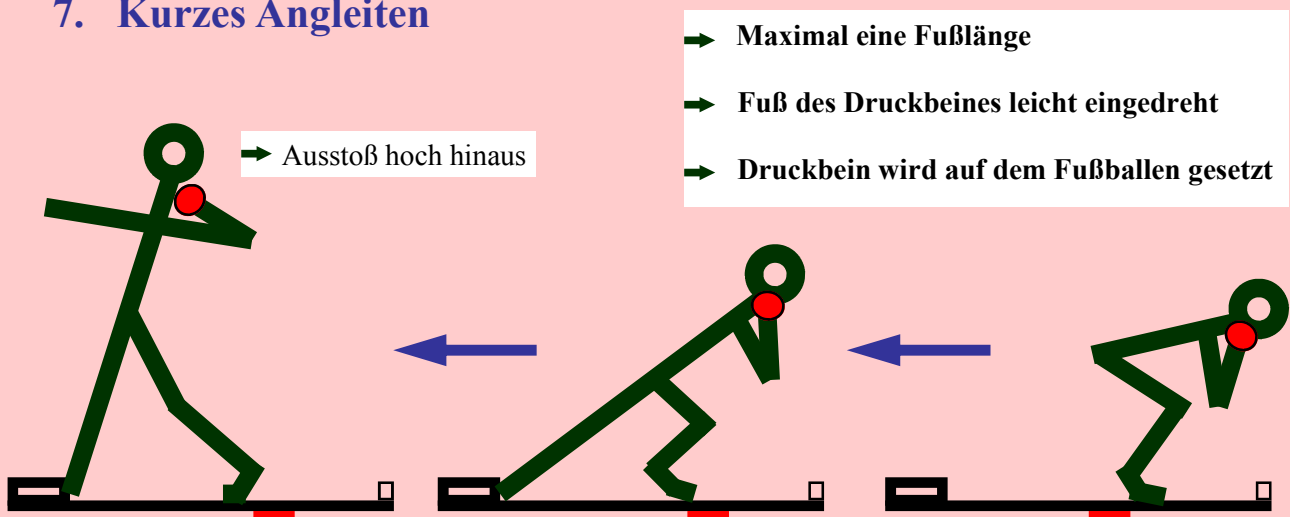 7. Kurzes Angleiten
Maximal eine Fußlänge
Fuß des Druckbeines leicht eingedreht
Druckbein wird auf dem Fußballen gesetzt
Ausstoß hoch hinaus